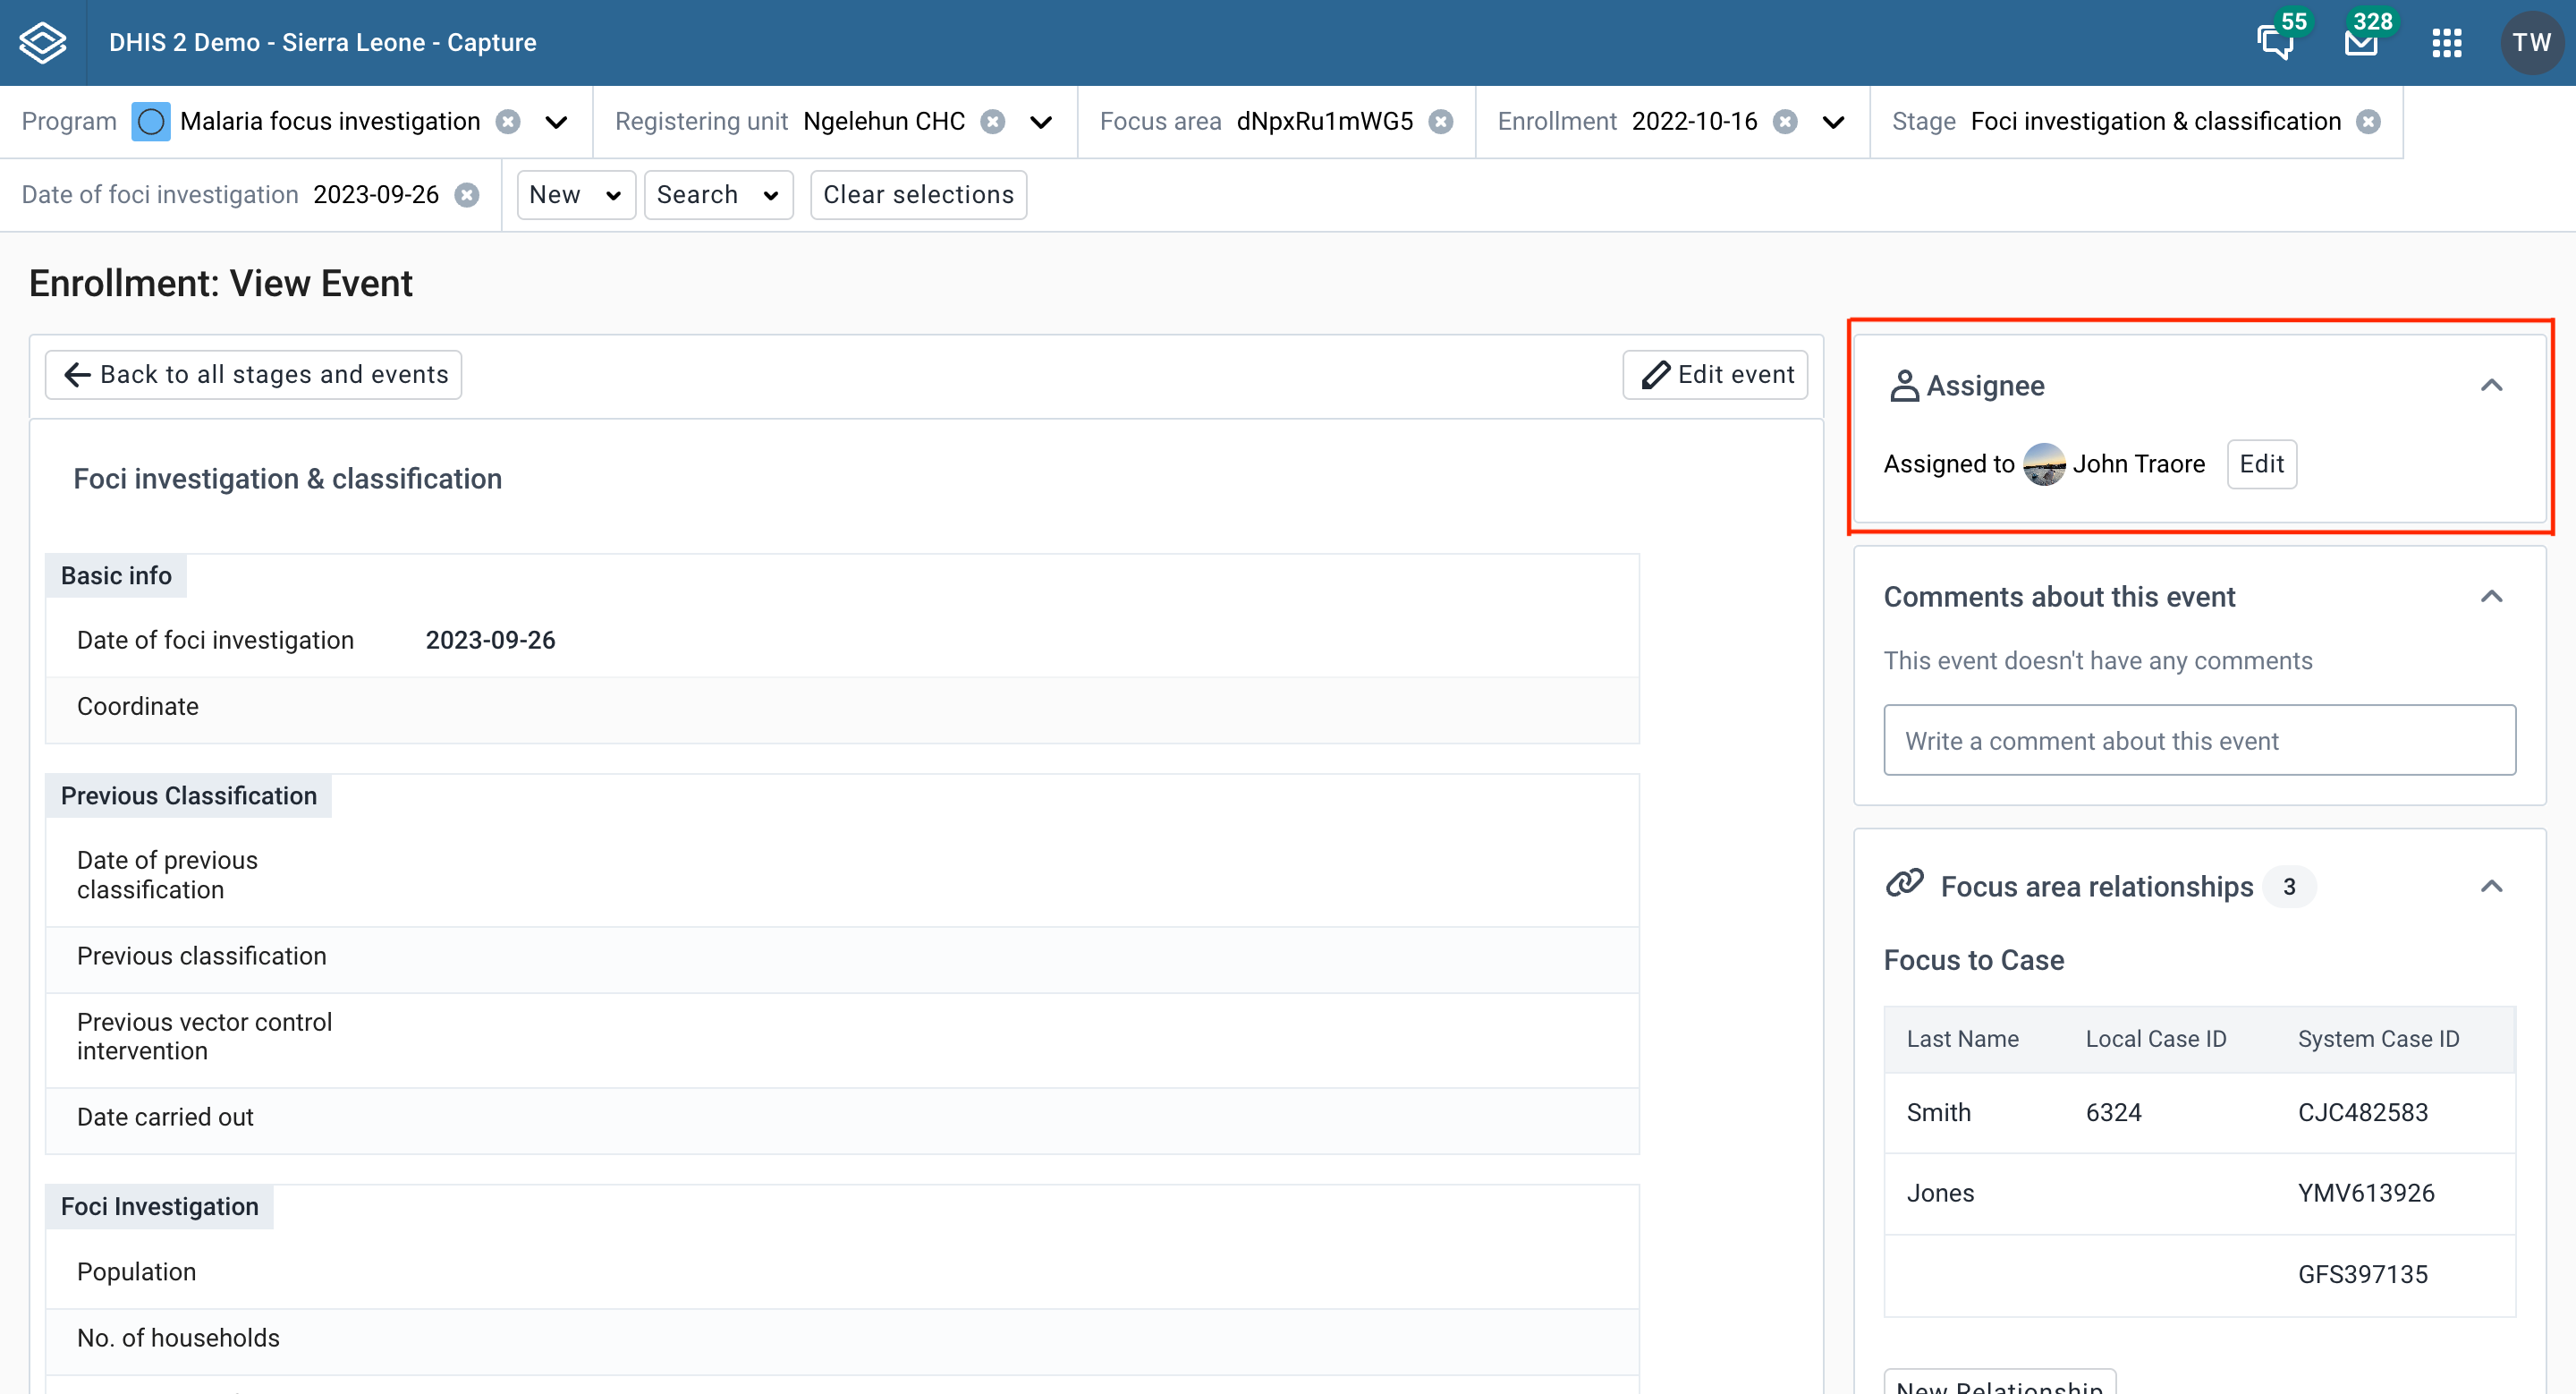 DHIS 2 Demo - Sierra Leone - Capture
55
328
TW
Program Malaria focus investigation
Registering unit Ngelehun CHC
Focus area dNpxRu1mWG5
Enrollment 2022-10-16
Stage Foci investigation & classification
Date of foci investigation 2023-09-26
New
Search
Clear selections
Enrollment: View Event
Back to all stages and events
Edit event
Foci investigation & classification
Basic info
Date of foci investigation 2023-09-26
Coordinate
Previous Classification
Date of previous
classification
Previous classification
Previous vector control
intervention
Date carried out
Foci Investigation
Population
No. of households
Assignee
Assigned to John Traore Edit
Comments about this event
This event doesn't have any comments
Write a comment about this event
Focus area relationships 3
Focus to Case
Last Name Local Case ID System Case ID
Smith 6324 CJC482583
Jones YMV613926
GFS397135
New Relationship